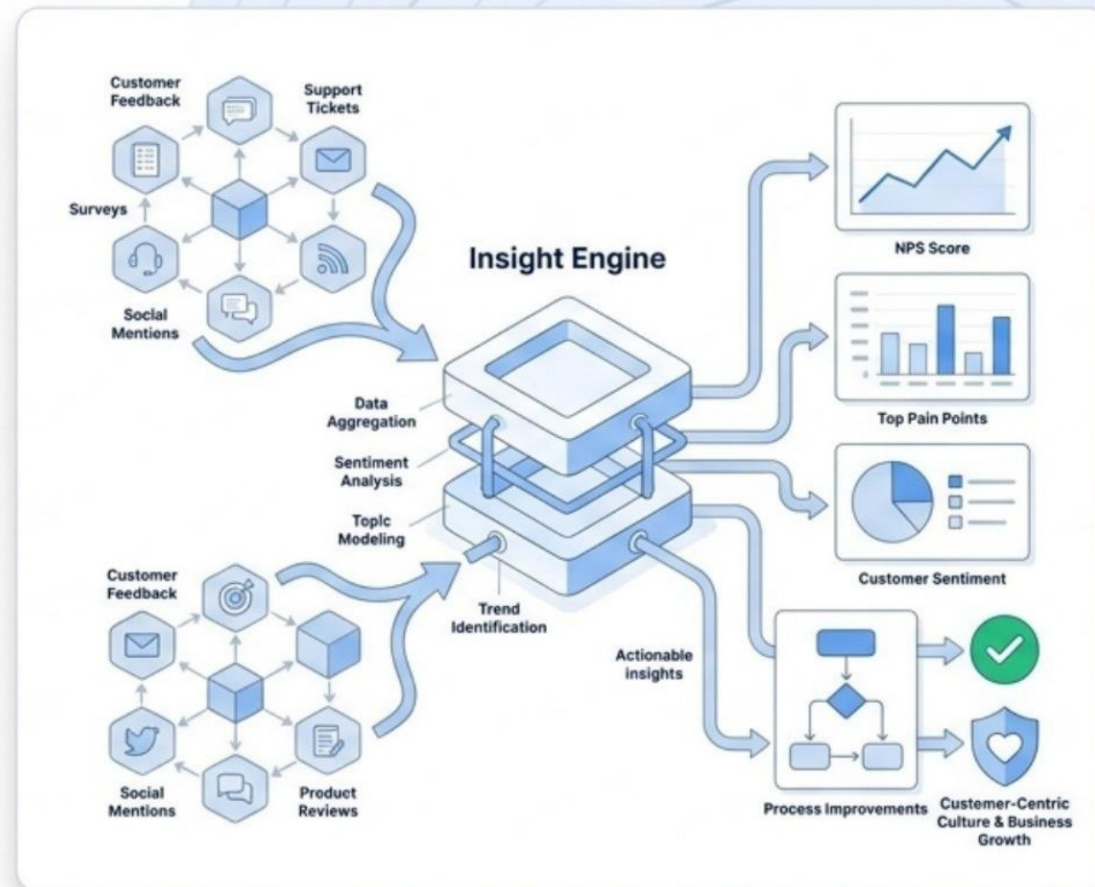 Customer
Feedback
Support
Tickets
Surveys
Social
Mentions
Insight Engine
Data
Aggregation
Sentiment
Analysis
Topic
Modeling
Trend
Identification
Customer
Feedback
Social
Mentions
Product
Reviews
NPS Score
Top Pain Points
Customer Sentiment
Actionable
insights
Process Improvements
Custemer-Centric
Culture & Business
Growth